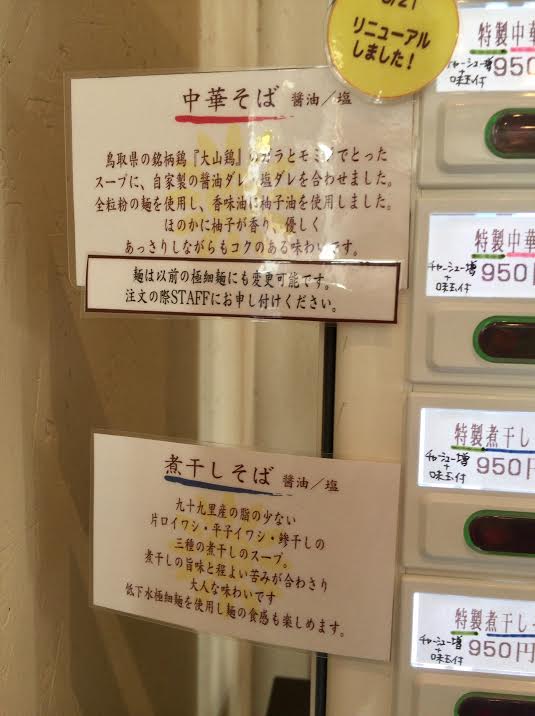 リニューアル
しました！
中華そば 醤油／塩
鳥取県の銘柄鶏『大山鶏』のガラとモミジでとった
スープに、自家製の醤油ダレ、塩ダレを合わせました。
全粒粉の麺を使用し、香味油に柚子油を使用しました。
ほのかに柚子が香り、優しく
あっさりしながらもコクのある味わいです。
麺は以前の極細麺にも変更可能です。
注文の際STAFFにお申し付けください。
煮干しそば 醤油／塩
九十九里産の脂の少ない
片口イワシ・平子イワシ・鯵干しの
三種の煮干しのスープ。
煮干しの旨味と程よい苦みが合わさり
大人な味わいです
低下水極細麺を使用し麺の食感も楽しめます。
特製中華
チャーシュー増
+
味玉付
950
特製中華
チャーシュー増
+
味玉付
950円
特製煮干し
チャーシュー増
+
味玉付
950円
特製煮干し
チャーシュー増
+
味玉付
950円